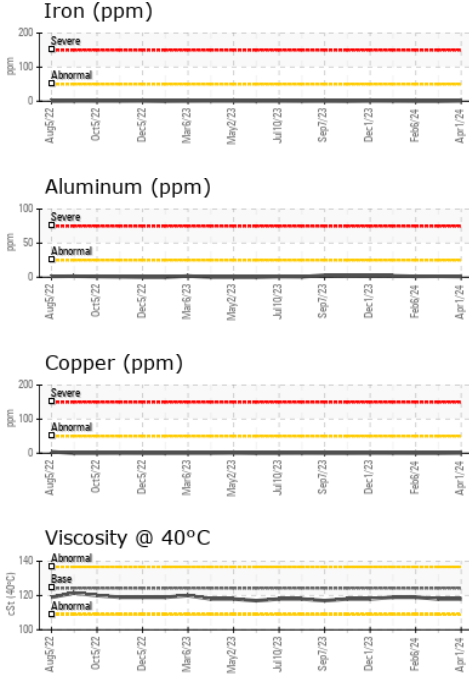 Iron (ppm)
200
Severe
ppm
100
Abnormal
0
Aug5/22 Oct5/22 Dec5/22 Mar6/23 May2/23 Jul10/23 Sep7/23 Dec1/23 Feb6/24 Apr1/24
Aluminum (ppm)
100
Severe
ppm
50
Abnormal
0
Aug5/22 Oct5/22 Dec5/22 Mar6/23 May2/23 Jul10/23 Sep7/23 Dec1/23 Feb6/24 Apr1/24
Copper (ppm)
200
Severe
ppm
100
Abnormal
0
Aug5/22 Oct5/22 Dec5/22 Mar6/23 May2/23 Jul10/23 Sep7/23 Dec1/23 Feb6/24 Apr1/24
Viscosity @ 40°C
140
Abnormal
Base
cSt (40°C)
120
Abnormal
100
Aug5/22 Oct5/22 Dec5/22 Mar6/23 May2/23 Jul10/23 Sep7/23 Dec1/23 Feb6/24 Apr1/24